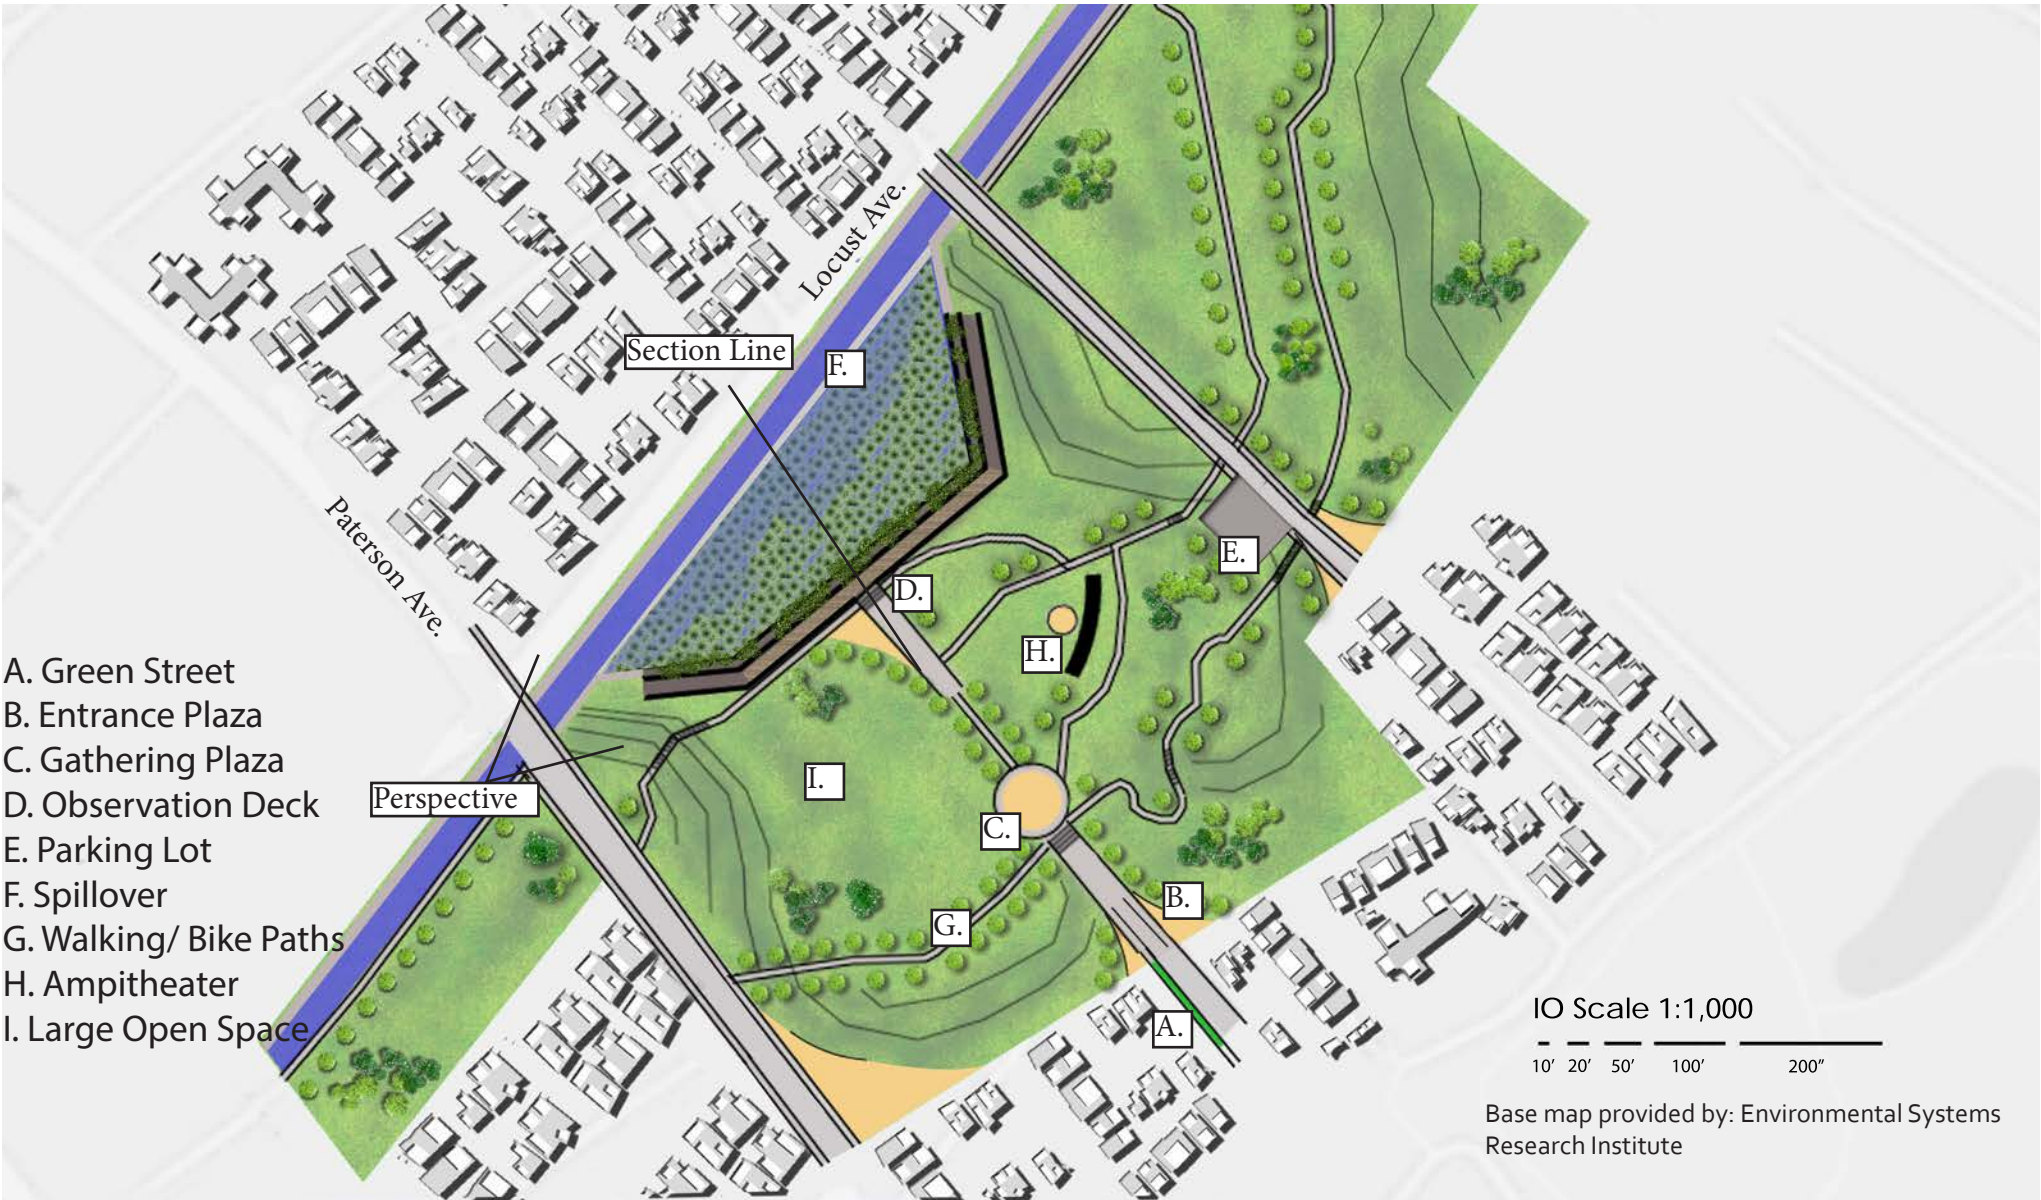 Locust Ave.
Section Line
F.
Paterson Ave.
D.
E.
H.
A. Green Street
B. Entrance Plaza
C. Gathering Plaza
D. Observation Deck
E. Parking Lot
F. Spillover
G. Walking/ Bike Paths
H. Ampitheater
I. Large Open Space
Perspective
I.
C.
B.
G.
A.
IO Scale 1:1,000
10' 20' 50' 100' 200"
Base map provided by: Environmental Systems
Research Institute